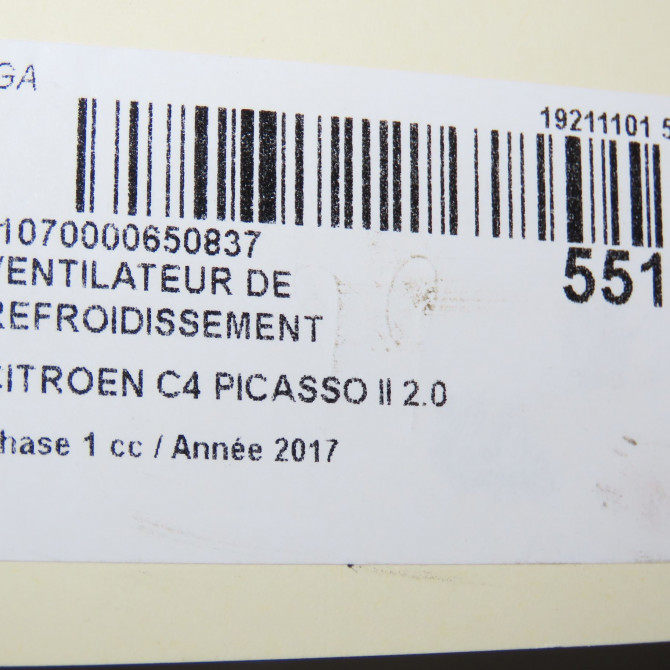 GA
19211101 5
1070000650837
551
VENTILATEUR DE
REFROIDISSEMENT
CITROEN C4 PICASSO II 2.0
hase 1 cc / Année 2017